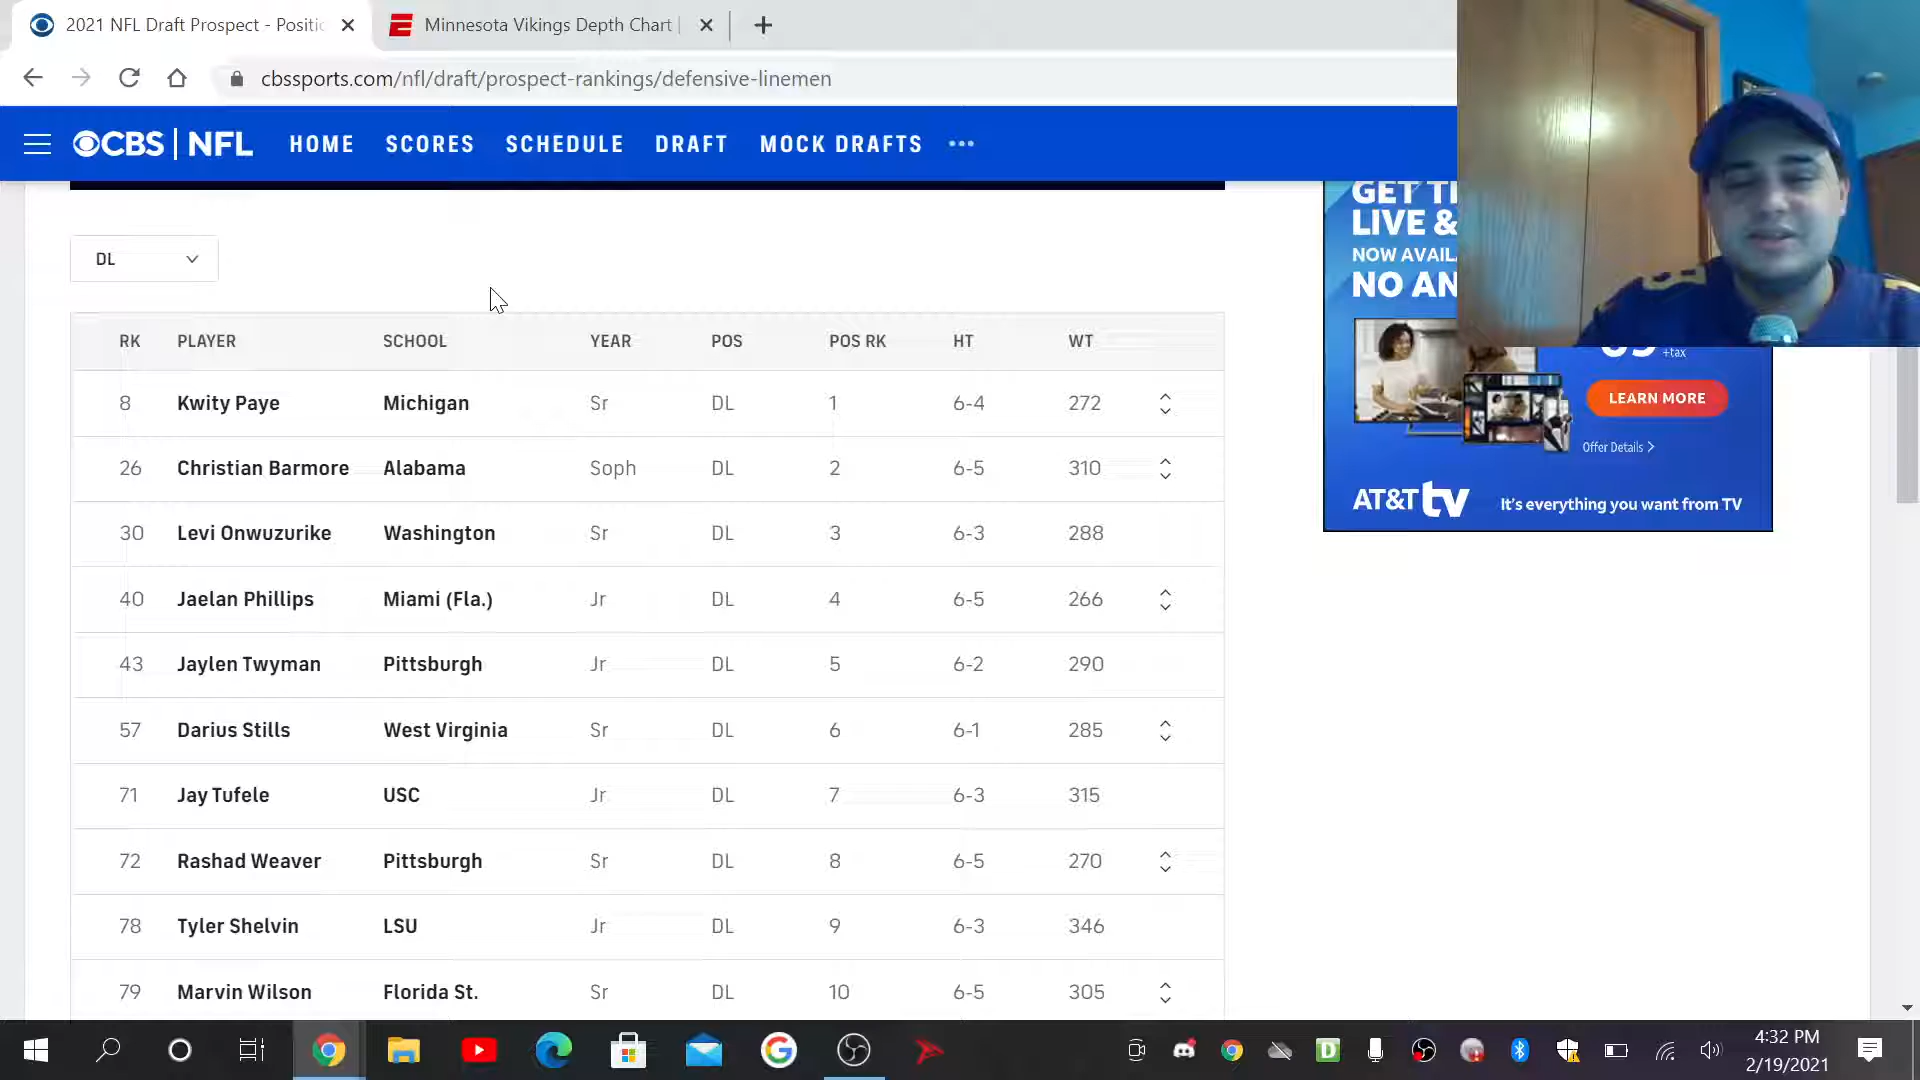 2021 NFL Draft Prospect - Positic
Minnesota Vikings Depth Chart |
cbssports.com/nfl/draft/prospect-rankings/defensive-linemen
CBS | NFL HOME SCORES SCHEDULE DRAFT MOCK DRAFTS •••
DL
RK PLAYER SCHOOL YEAR POS POS RK HT WT
8 Kwity Paye Michigan Sr DL 1 6-4 272
26 Christian Barmore Alabama Soph DL 2 6-5 310
30 Levi Onwuzurike Washington Sr DL 3 6-3 288
40 Jaelan Phillips Miami (Fla.) Jr DL 4 6-5 266
43 Jaylen Twyman Pittsburgh Jr DL 5 6-2 290
57 Darius Stills West Virginia Sr DL 6 6-1 285
71 Jay Tufele USC Jr DL 7 6-3 315
72 Rashad Weaver Pittsburgh Sr DL 8 6-5 270
78 Tyler Shelvin LSU Jr DL 9 6-3 346
79 Marvin Wilson Florida St. Sr DL 10 6-5 305
GET T
LIVE &
NOW AVAIL
NO AN
+tax
LEARN MORE
Offer Details >
AT&T tv It's everything you want from TV
4:32 PM
2/19/2021